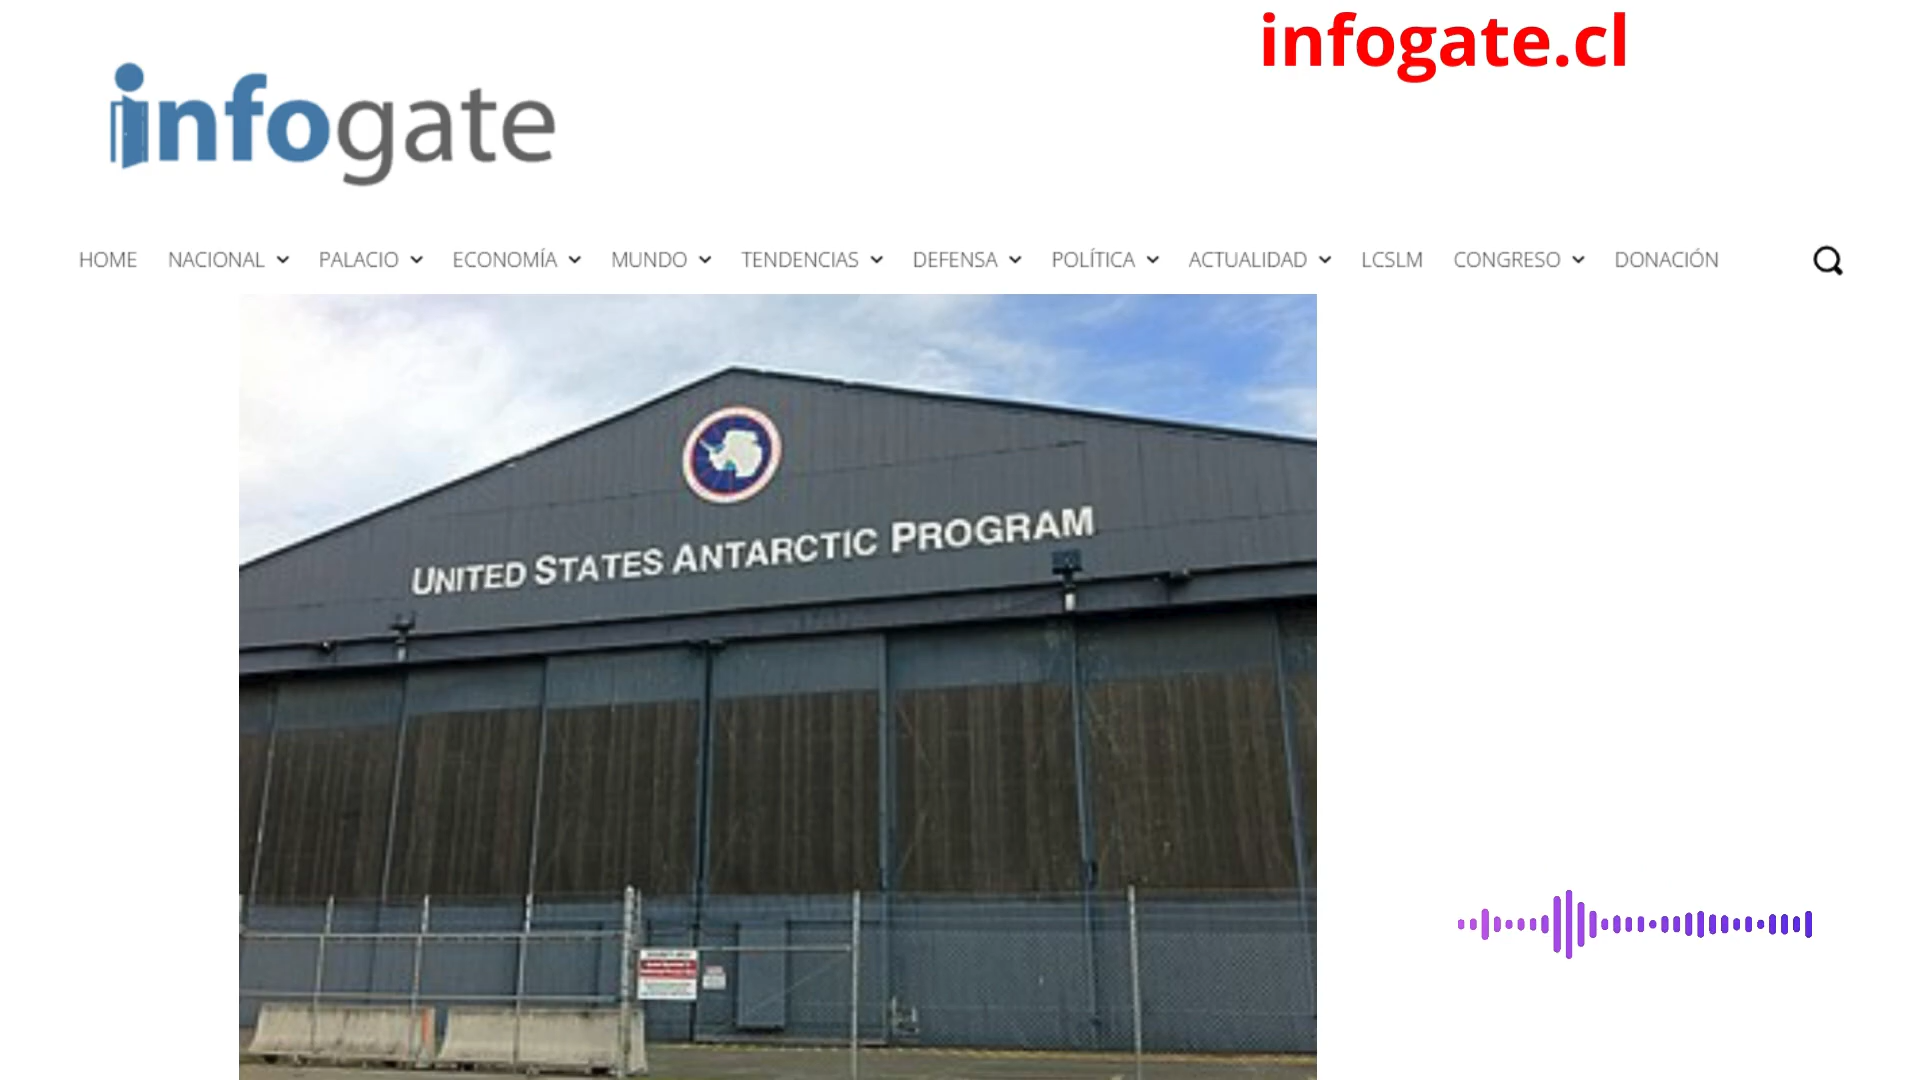 infogate.cl
infogate
HOME NACIONAL PALACIO ECONOMÍA MUNDO TENDENCIAS DEFENSA POLÍTICA ACTUALIDAD LCSLM CONGRESO DONACIÓN
UNITED STATES ANTARCTIC PROGRAM